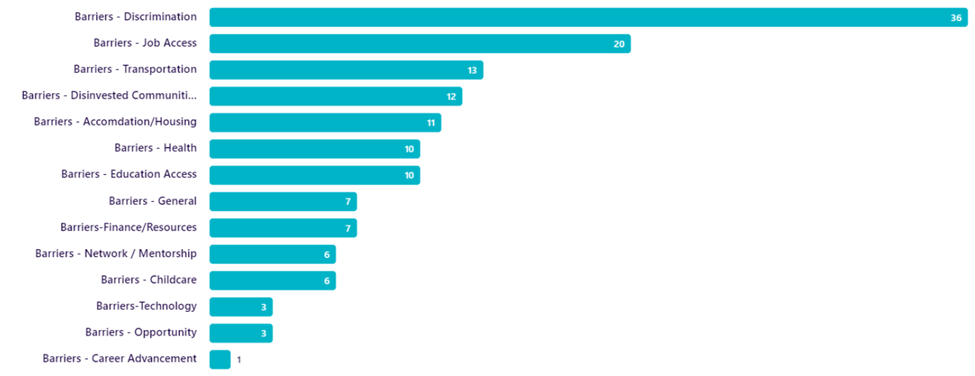 Barriers - Discrimination 36
Barriers - Job Access 20
Barriers - Transportation 13
Barriers - Disinvested Communiti... 12
Barriers - Accomdation/Housing 11
Barriers - Health 10
Barriers - Education Access 10
Barriers - General 7
Barriers-Finance/Resources 7
Barriers - Network / Mentorship 6
Barriers - Childcare 6
Barriers-Technology 3
Barriers - Opportunity 3
Barriers - Career Advancement 1